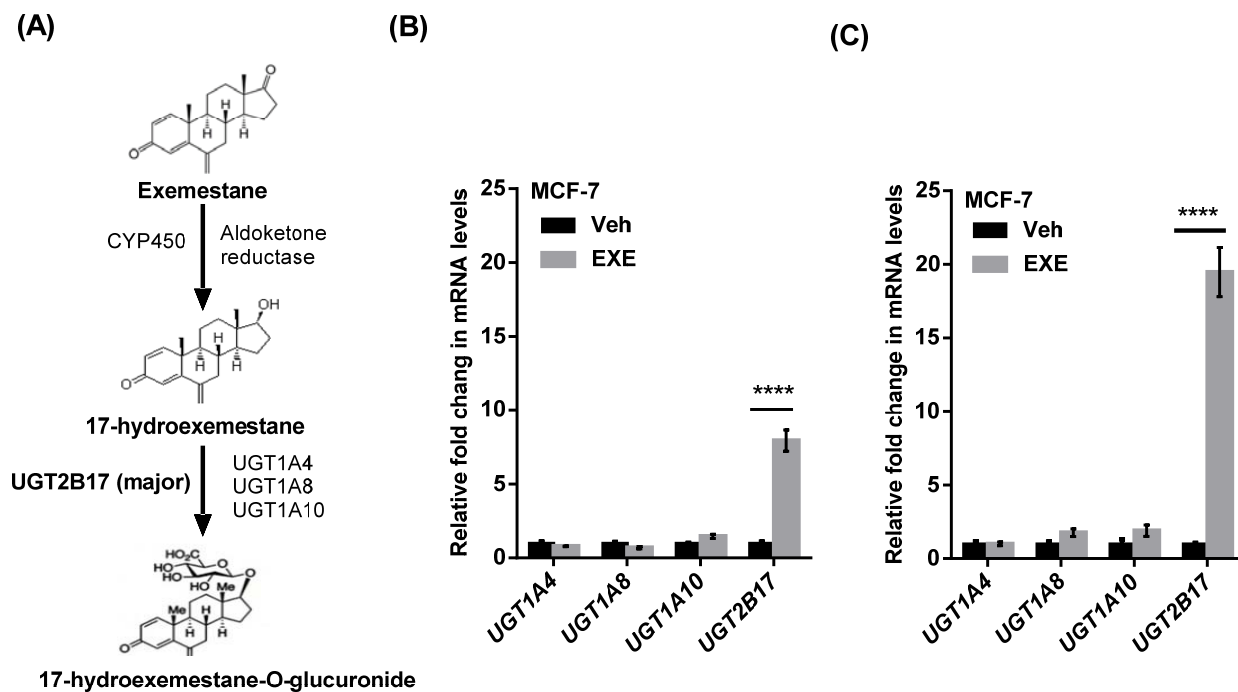 (A)
O
H
H
H
O
Exemestane
CYP450
Aldoketone
reductase
OH
H
H
H
O
17-hydroexemestane
UGT2B17 (major)
UGT1A4
UGT1A8
UGT1A10
HO₂C
HO
HO
O
HO
O
Me
Me
H
H
H
O
17-hydroexemestane-O-glucuronide
(B)
Relative fold chang in mRNA levels
25
20
15
10
5
0
MCF-7
Veh
EXE
****
UGT1A4
UGT1A8
UGT1A10
UGT2B17
(C)
Relative fold change in mRNA levels
25
20
15
10
5
0
MCF-7
Veh
EXE
****
UGT1A4
UGT1A8
UGT1A10
UGT2B17